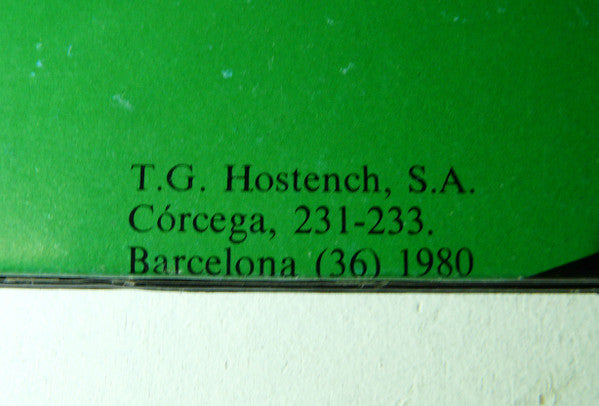 T.G. Hostench, S.A.
Córcega, 231-233.
Barcelona (36) 1980